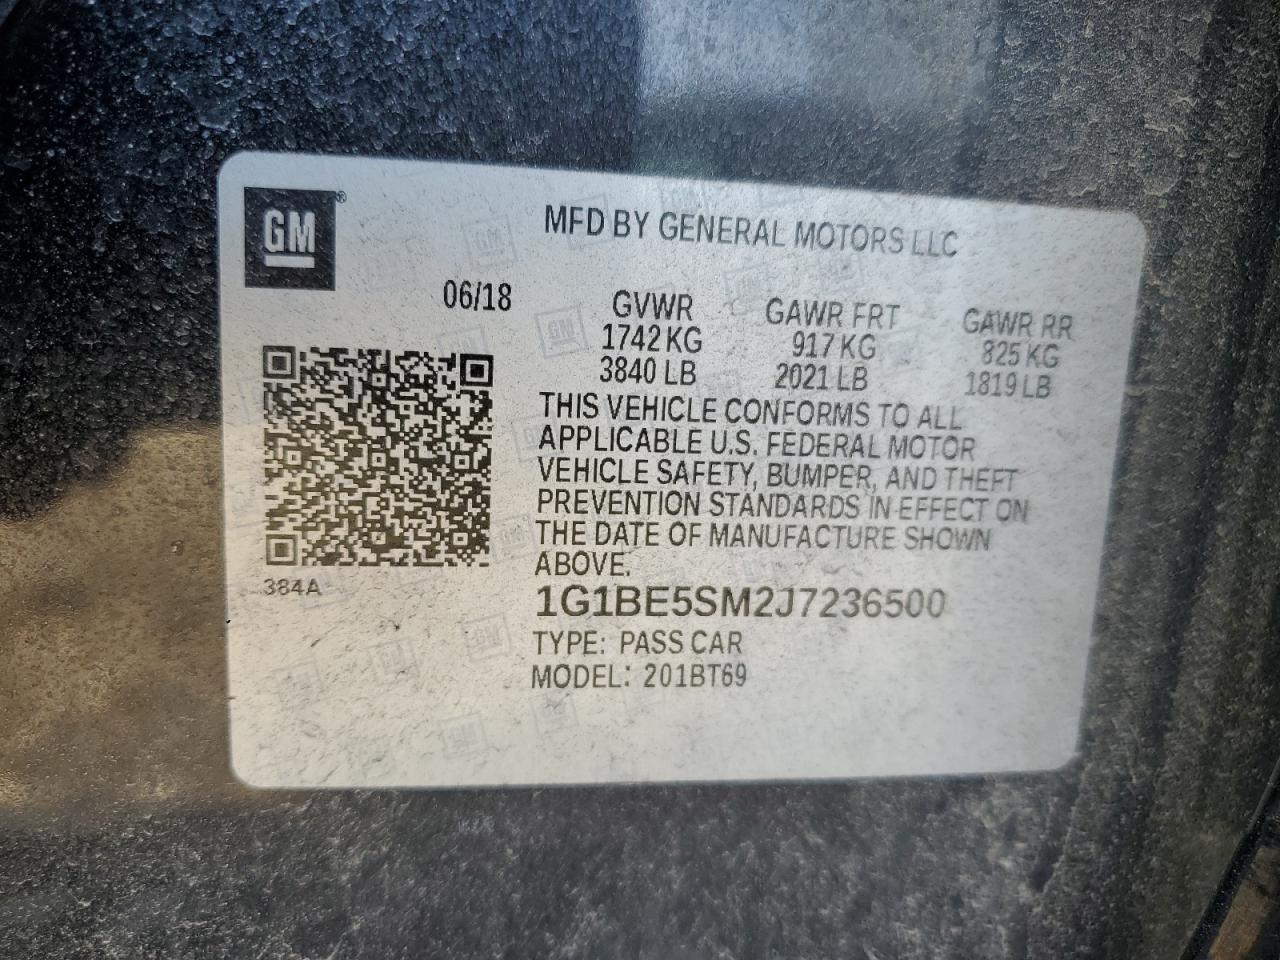 GM®
MFD BY GENERAL MOTORS LLC
06/18
GVWR GAWR FRT GAWR RR
1742 KG 917 KG 825 KG
3840 LB 2021 LB 1819 LB
THIS VEHICLE CONFORMS TO ALL
APPLICABLE U.S. FEDERAL MOTOR
VEHICLE SAFETY, BUMPER, AND THEFT
PREVENTION STANDARDS IN EFFECT ON
THE DATE OF MANUFACTURE SHOWN
ABOVE.
384A
1G1BE5SM2J7236500
TYPE: PASS CAR
MODEL: 201BT69